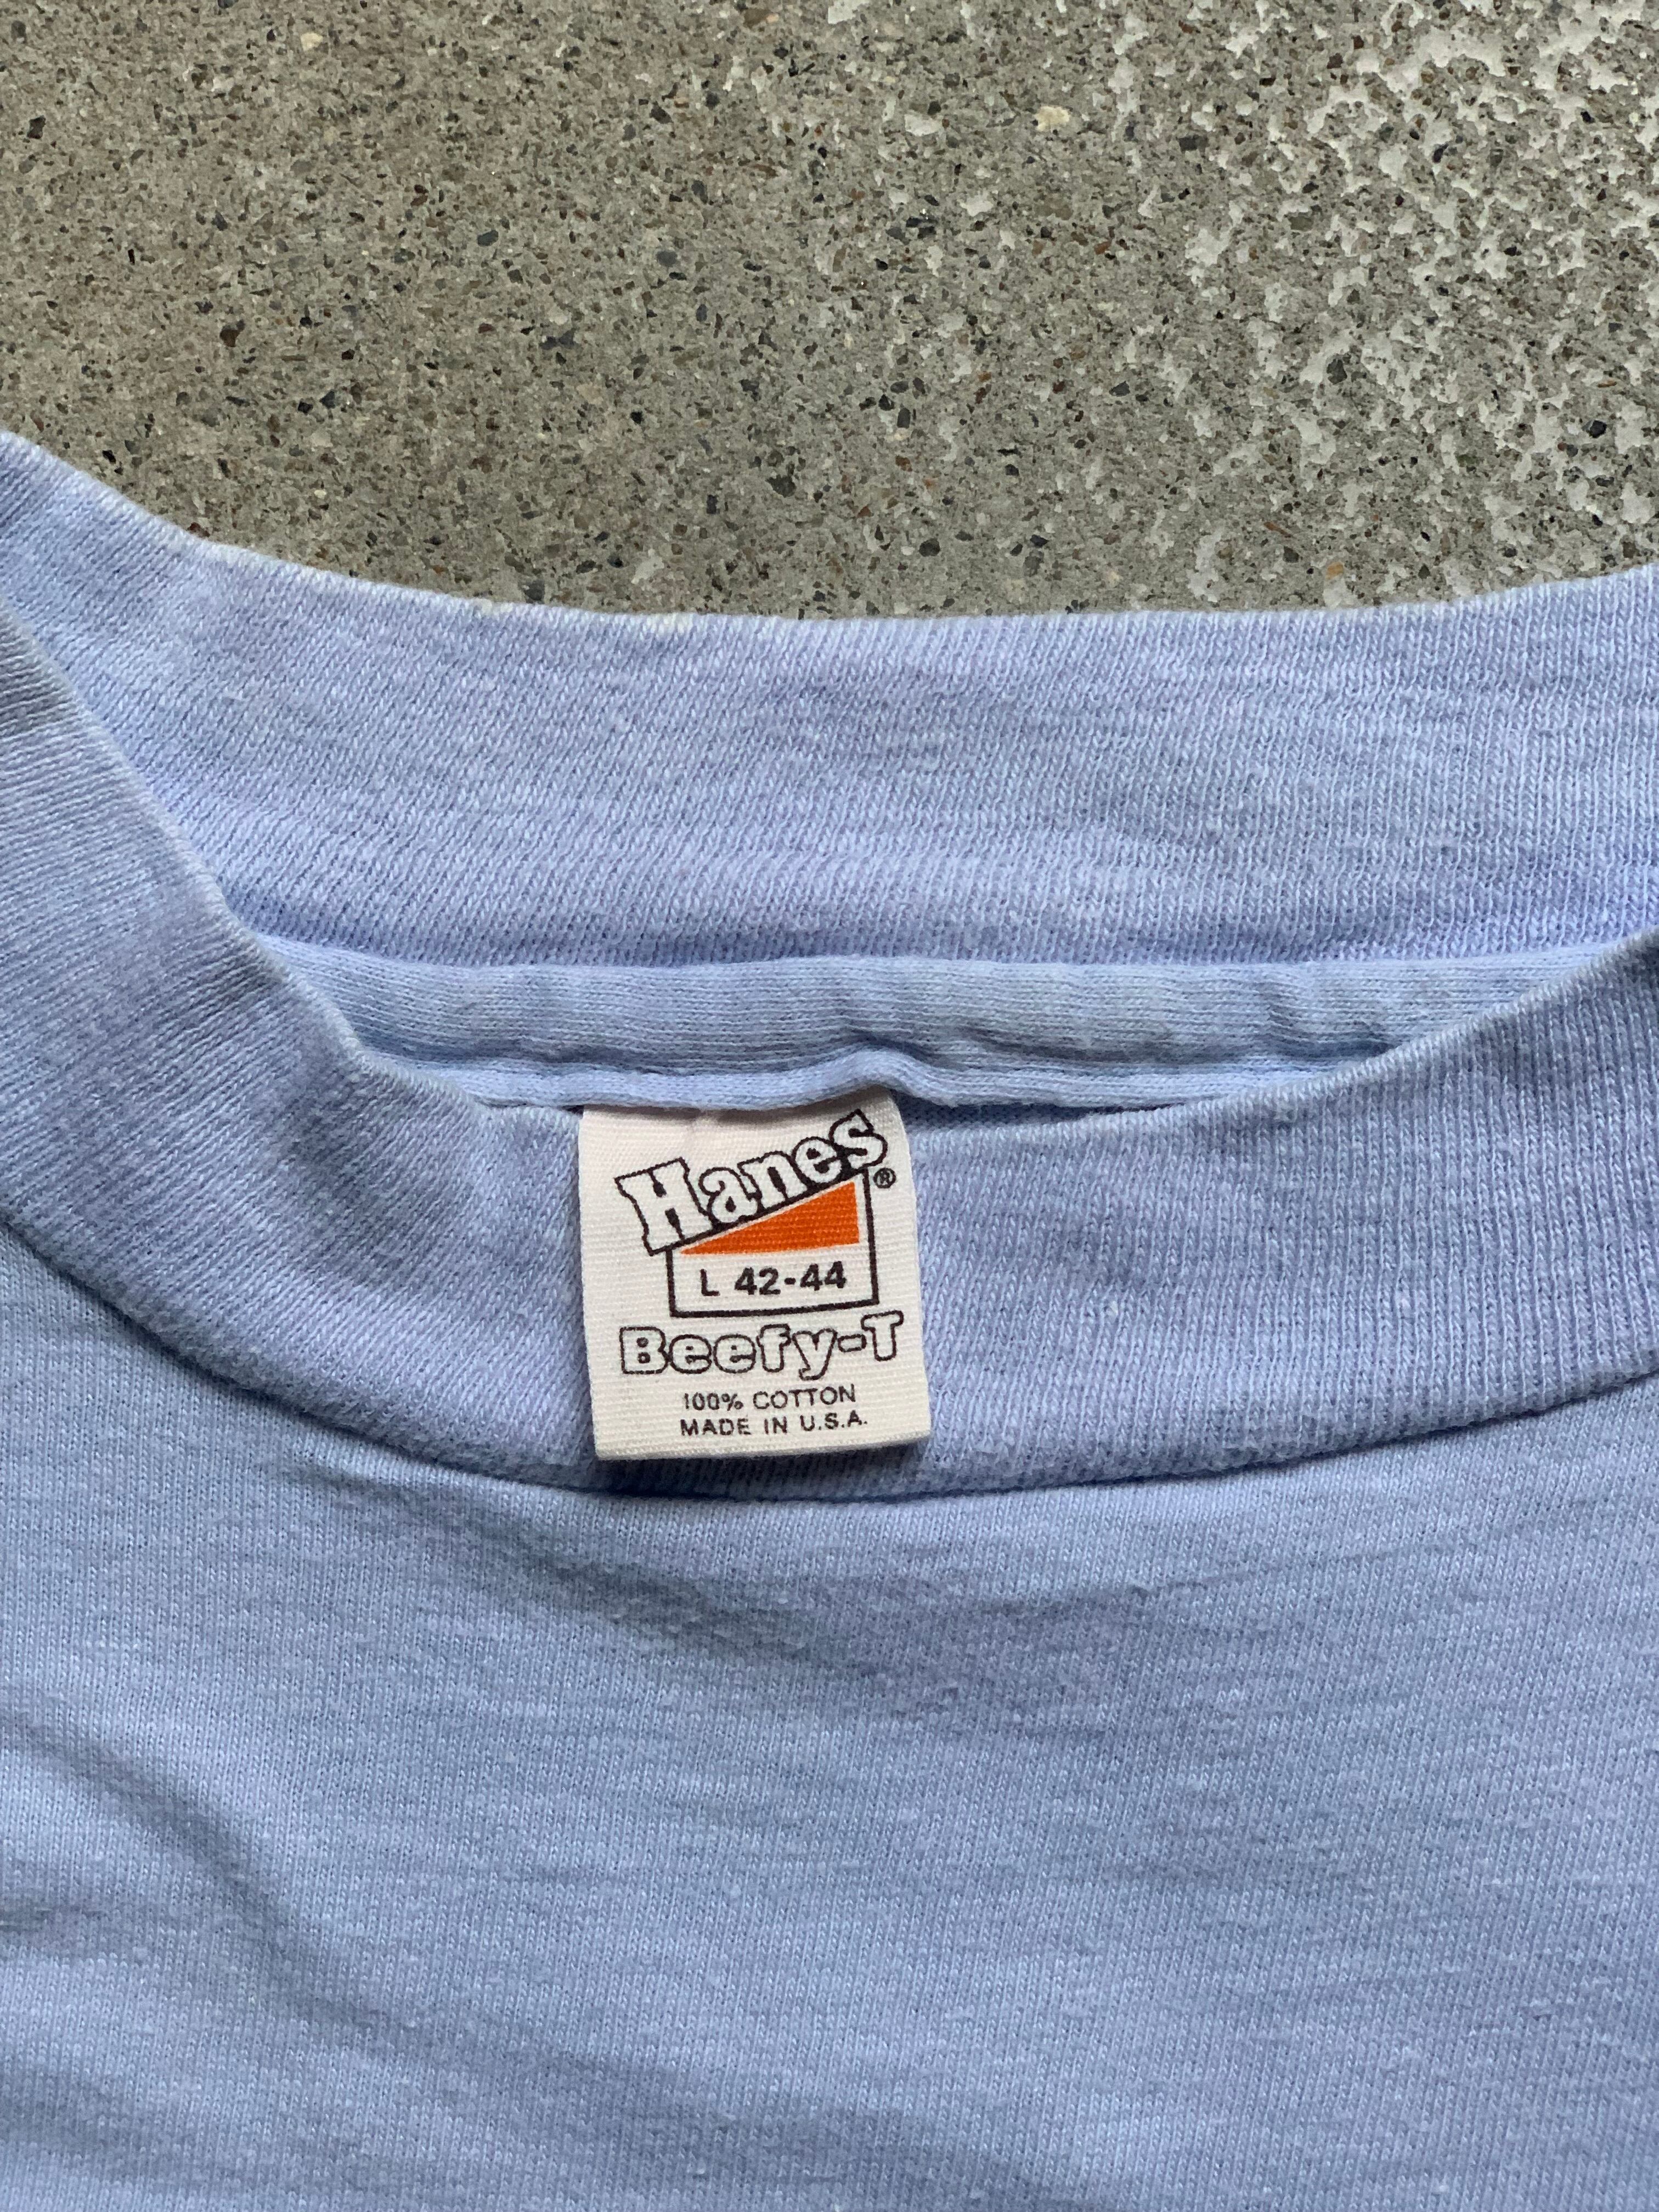 Hanes®
L 42-44
Beefy-T
100% COTTON
MADE IN U.S.A.